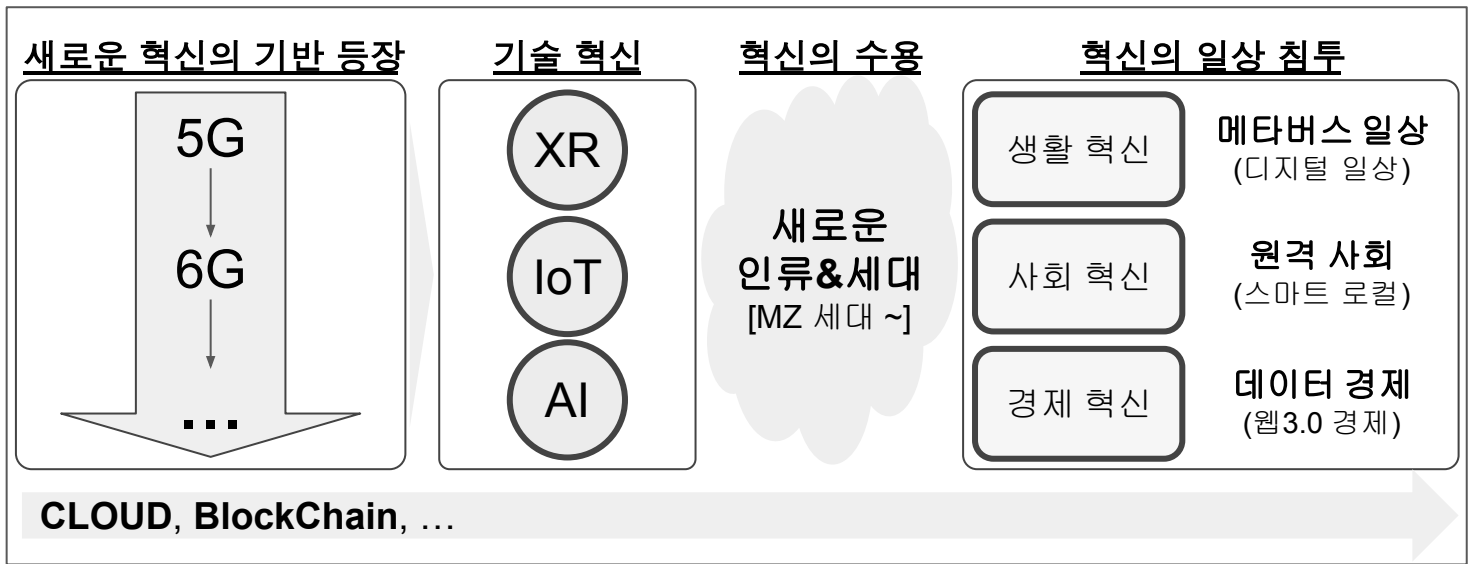 새로운 혁신의 기반 등장
5G
6G
...
기술 혁신
XR
IoT
AI
혁신의 수용
새로운
인류&세대
[MZ 세대 ~]
혁신의 일상 침투
생활 혁신
메타버스 일상
(디지털 일상)
사회 혁신
원격 사회
(스마트 로컬)
경제 혁신
데이터 경제
(웹3.0 경제)
CLOUD, BlockChain, …